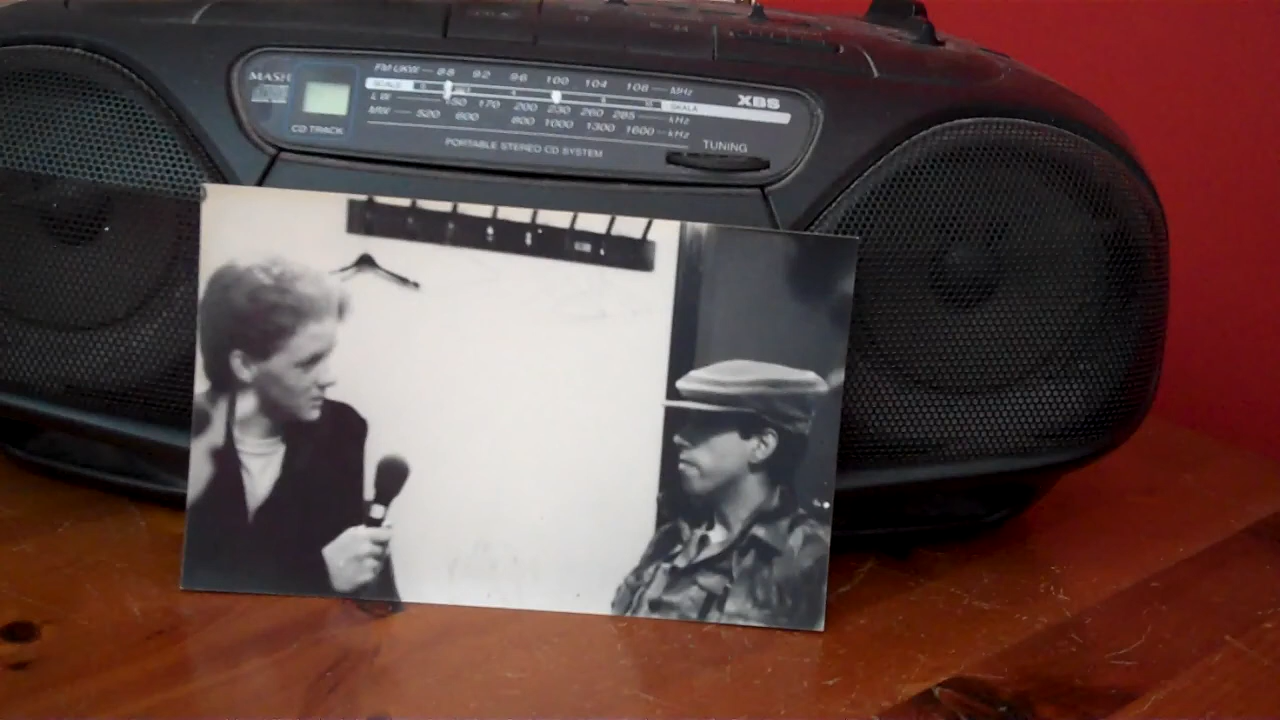 MASH
FM UKW 88 92 96 100 104 108 MHz
SCALE SKALA
XBS
LW 150 170 200 230 260 285 kHz
MW 520 600 800 1000 1300 1600 kHz
CD TRACK
TUNING
PORTABLE STEREO CD SYSTEM